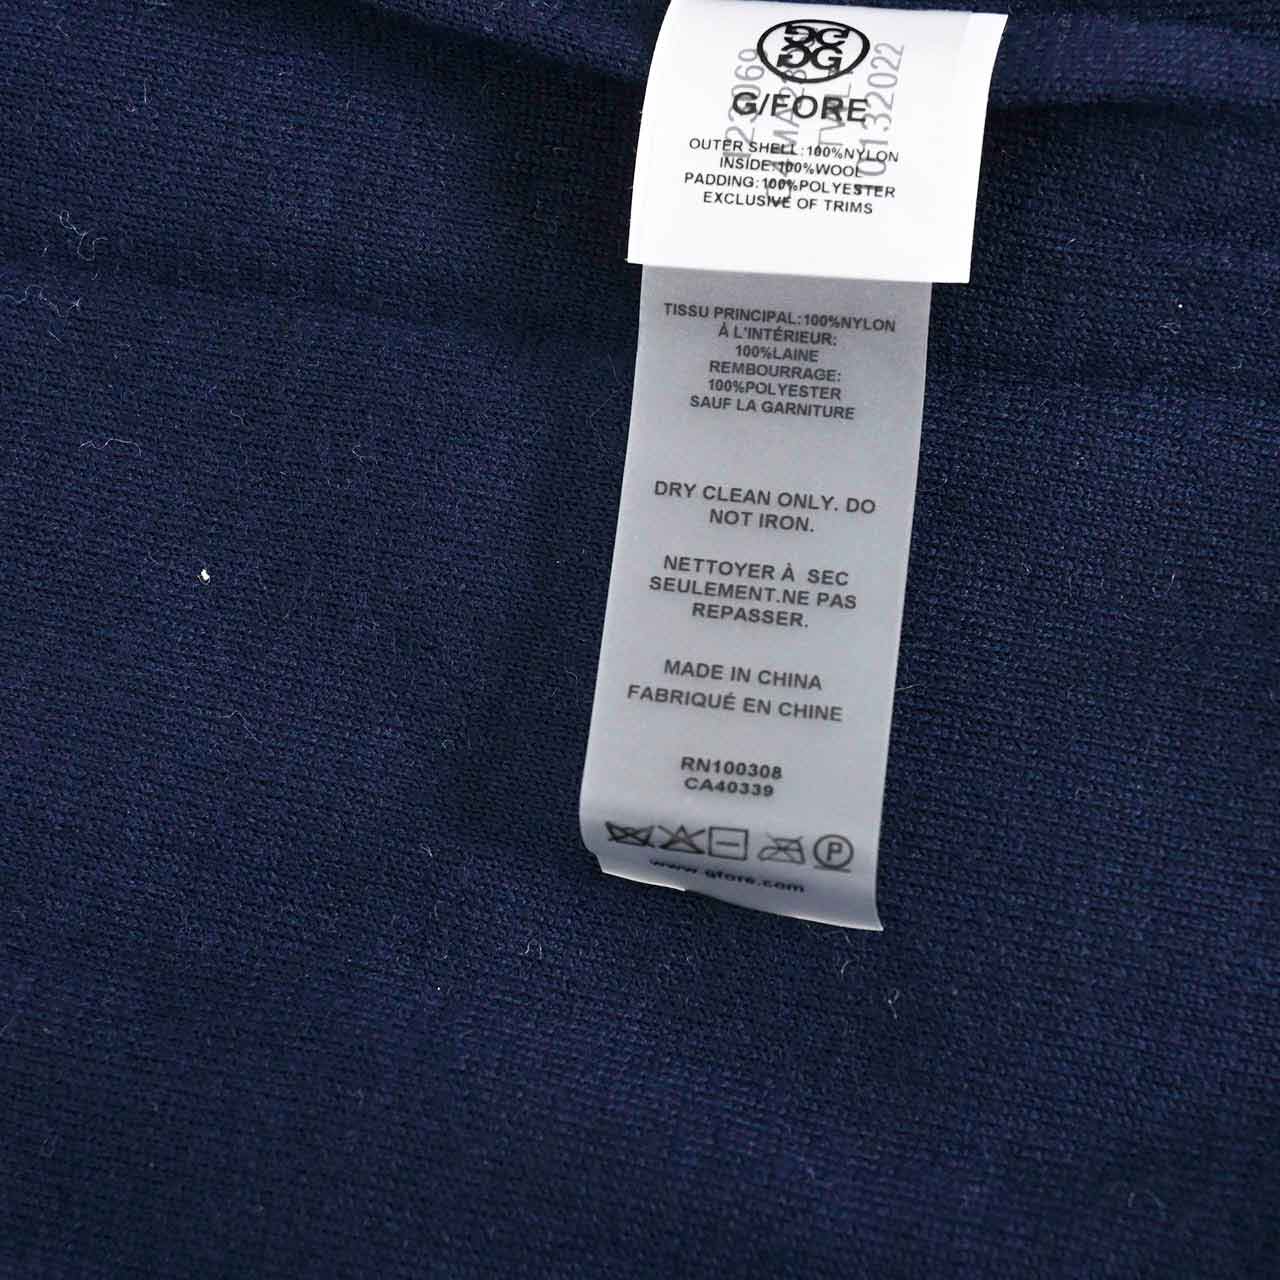 G/FORE
OUTER SHELL:100%NYLON
INSIDE:100%WOOL
PADDING:100%POLYESTER
EXCLUSIVE OF TRIMS
TISSU PRINCIPAL:100%NYLON
À L'INTÉRIEUR:
100%LAINE
REMBOURRAGE:
100%POLYESTER
SAUF LA GARNITURE
DRY CLEAN ONLY. DO
NOT IRON.
NETTOYER À SEC
SEULEMENT.NE PAS
REPASSER.
MADE IN CHINA
FABRIQUÉ EN CHINE
RN100308
CA40339
P
www.gfore.com